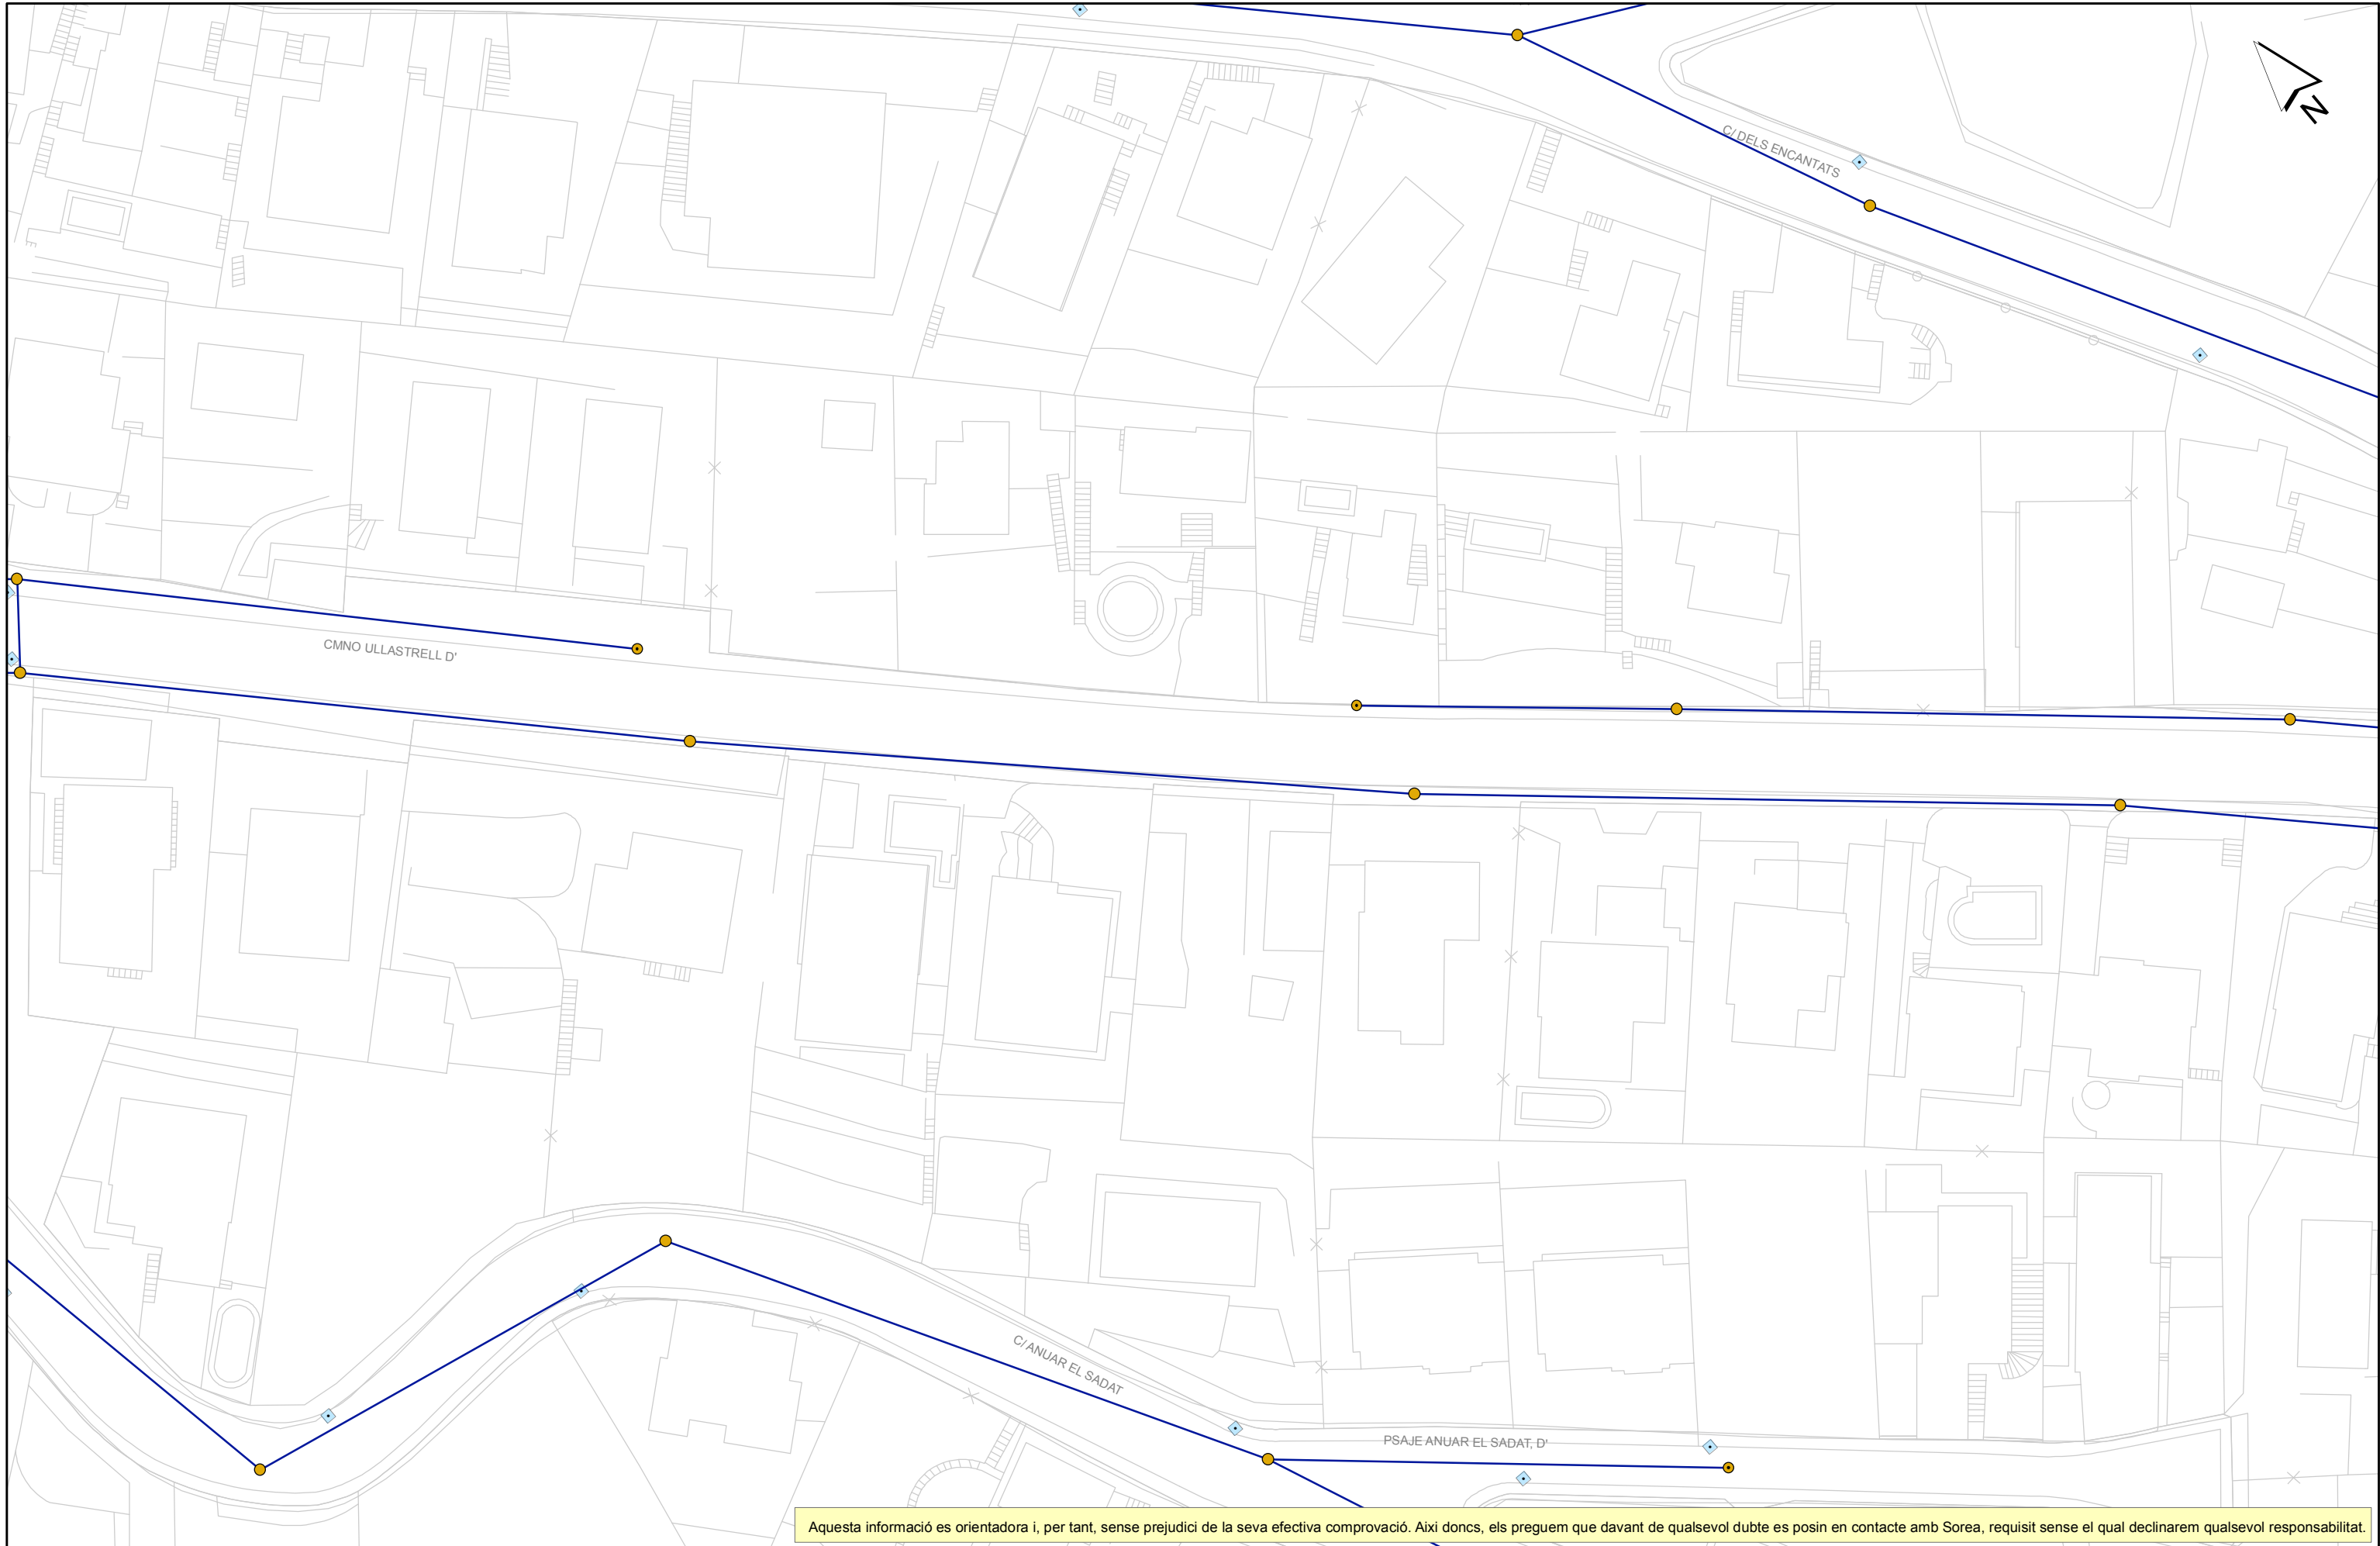 N
C/ DELS ENCANTATS
CMNO ULLASTRELL D'
C/ ANUAR EL SADAT
PSAJE ANUAR EL SADAT, D'
Aquesta informació es orientadora i, per tant, sense prejudici de la seva efectiva comprovació. Aixi doncs, els preguem que davant de qualsevol dubte es posin en contacte amb Sorea, requisit sense el qual declinarem qualsevol responsabilitat.